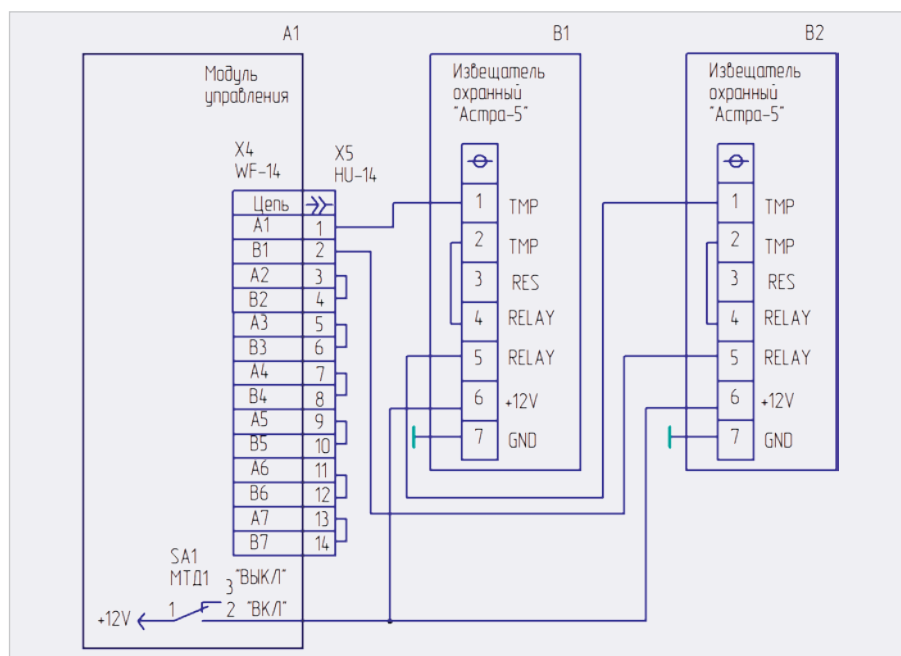 A1
B1
B2
Модуль
управления
Извещатель
охранный
"Астра-5"
Извещатель
охранный
"Астра-5"
X4
WF-14
X5
HU-14
Цепь
A1 1
B1 2
A2 3
B2 4
A3 5
B3 6
A4 7
B4 8
A5 9
B5 10
A6 11
B6 12
A7 13
B7 14
1 TMP
2 TMP
3 RES
4 RELAY
5 RELAY
6 +12V
7 GND
1 TMP
2 TMP
3 RES
4 RELAY
5 RELAY
6 +12V
7 GND
SA1
МТД1
3 "ВЫКЛ"
+12V 1 2 "ВКЛ"